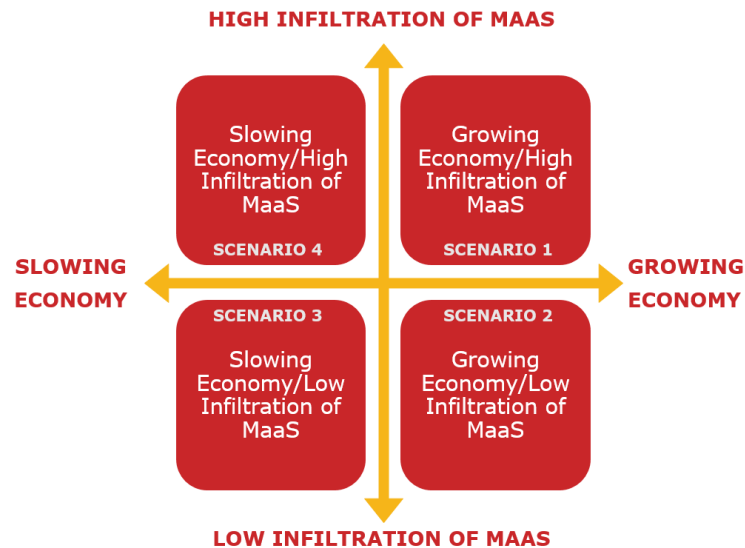 HIGH INFILTRATION OF MAAS
Slowing
Economy/High
Infiltration of
MaaS
SCENARIO 4
Growing
Economy/High
Infiltration of
MaaS
SCENARIO 1
SLOWING
ECONOMY
GROWING
ECONOMY
SCENARIO 3
Slowing
Economy/Low
Infiltration of
MaaS
SCENARIO 2
Growing
Economy/Low
Infiltration of
MaaS
LOW INFILTRATION OF MAAS